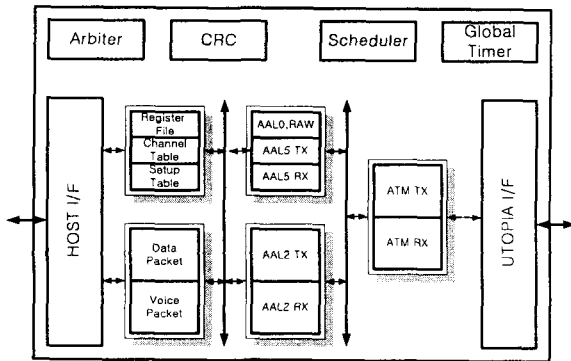 Arbiter
CRC
Scheduler
Global
Timer
HOST I/F
Register
File
Channel
Table
Setup
Table
AAL0,RAW
AAL5 TX
AAL5 RX
ATM TX
ATM RX
UTOPIA I/F
Data
Packet
Voice
Packet
AAL2 TX
AAL2 RX